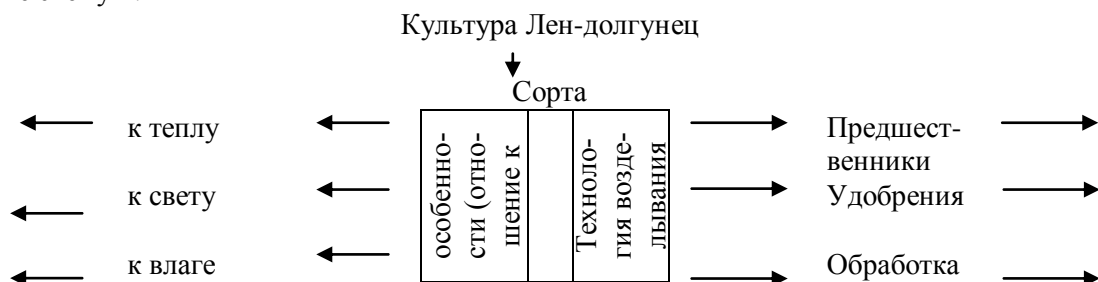 Культура Лен-долгунец
Сорта
к теплу
к свету
к влаге
особенно-
сти (отно-
шение к
Техноло-
гия возде-
лывания
Предшест-
венники
Удобрения
Обработка